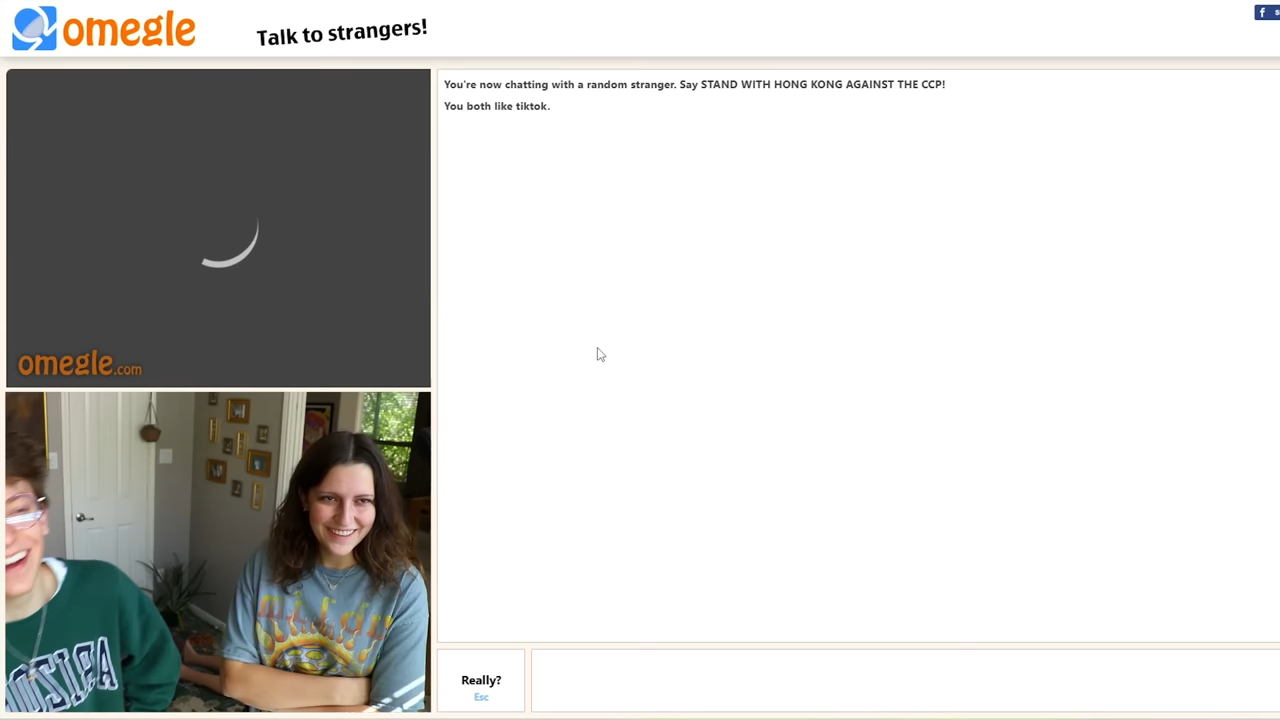 omegle
Talk to strangers!
You're now chatting with a random stranger. Say STAND WITH HONG KONG AGAINST THE CCP!
You both like tiktok.
omegle.com
Really?
Esc